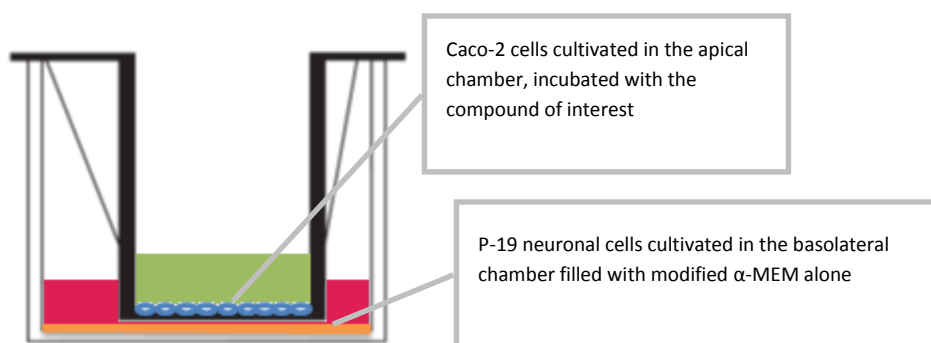 Caco-2 cells cultivated in the apical
chamber, incubated with the
compound of interest
P-19 neuronal cells cultivated in the basolateral
chamber filled with modified α-MEM alone